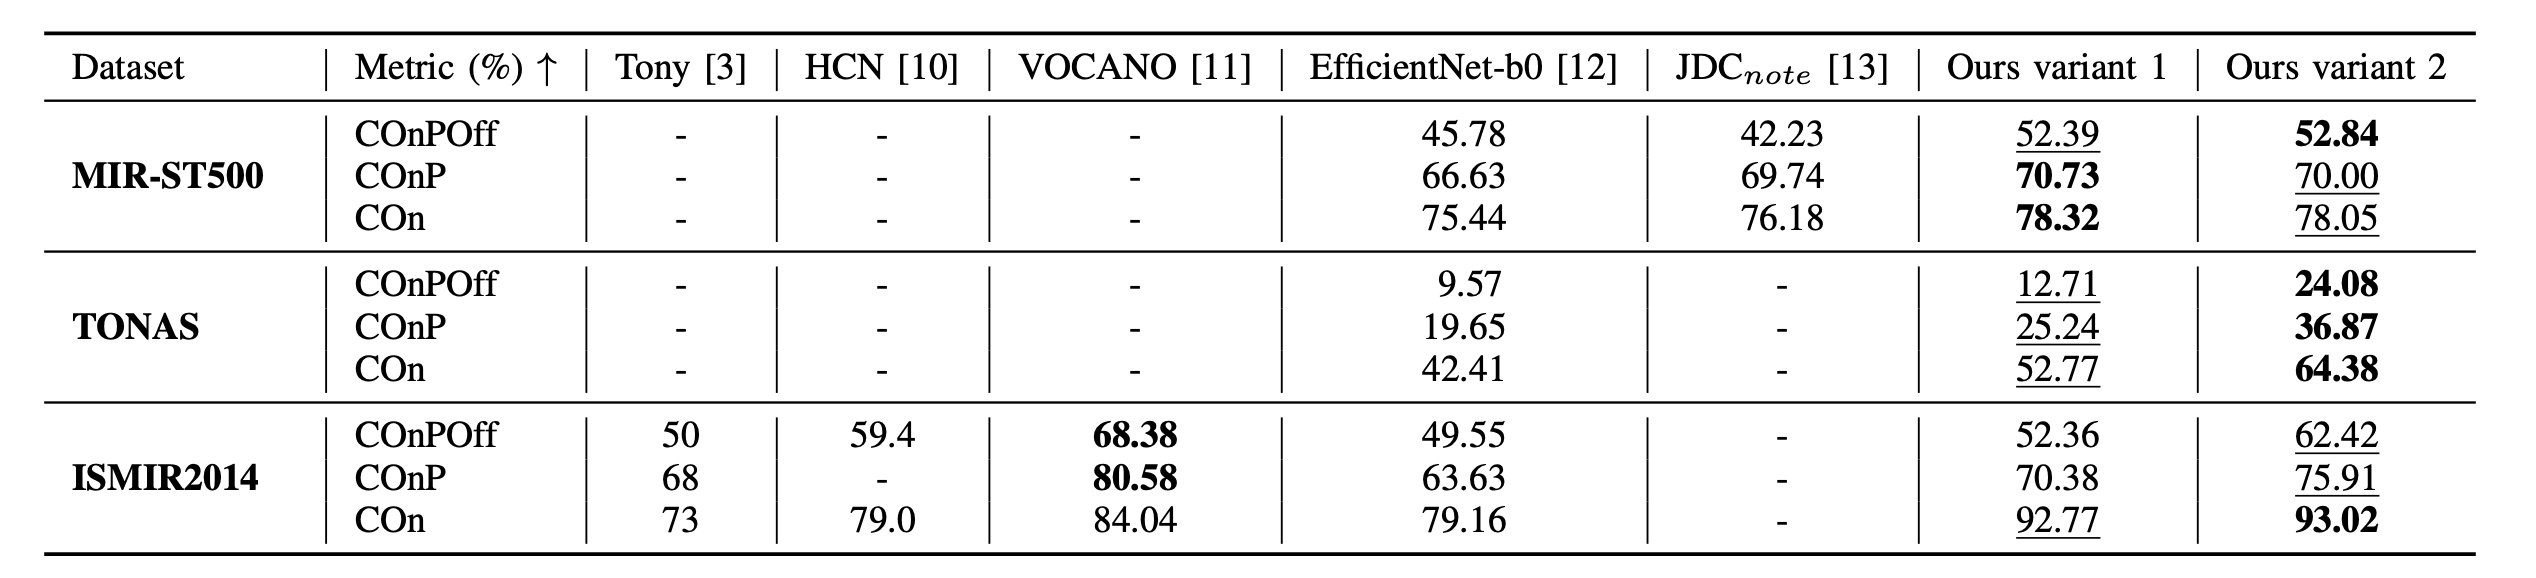 Dataset Metric (%) ↑ Tony [3] HCN [10] VOCANO [11] EfficientNet-b0 [12] JDCnote [13] Ours variant 1 Ours variant 2
COnPOff - - - 45.78 42.23 52.39 52.84
MIR-ST500 COnP - - - 66.63 69.74 70.73 70.00
COn - - - 75.44 76.18 78.32 78.05
COnPOff - - - 9.57 - 12.71 24.08
TONAS COnP - - - 19.65 - 25.24 36.87
COn - - - 42.41 - 52.77 64.38
COnPOff 50 59.4 68.38 49.55 - 52.36 62.42
ISMIR2014 COnP 68 - 80.58 63.63 - 70.38 75.91
COn 73 79.0 84.04 79.16 - 92.77 93.02